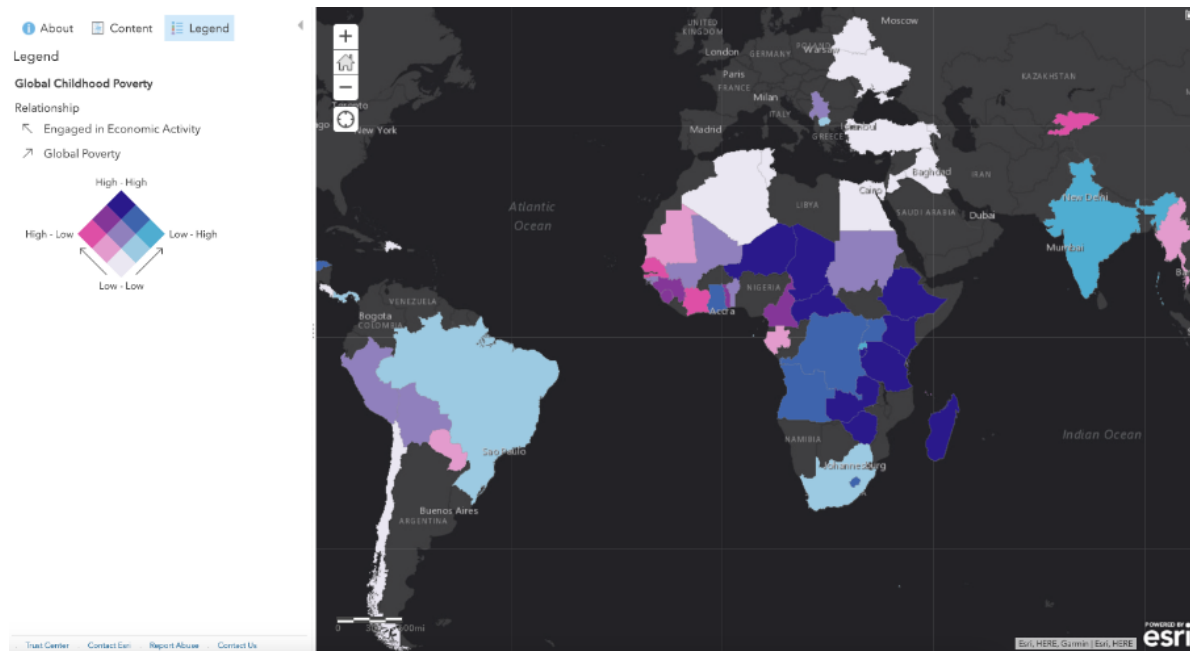 About
Content
Legend
Legend
Global Childhood Poverty
Relationship
Engaged in Economic Activity
Global Poverty
High - High
High - Low
Low - High
Low - Low
Trust Center
Contact Esri
Report Abuse
Contact Us
Moscow
UNITED
KINGDOM
London
GERMANY
Warsaw
KAZAKHSTAN
Paris
FRANCE
Milan
ITALY
New York
Madrid
GREECE
Baghdad
IRAN
Atlantic
Ocean
Cairo
LIBYA
SAUDI ARABIA
Dubai
New Delhi
Mumbai
NIGERIA
Accra
VENEZUELA
Bogota
COLOMBIA
NAMIBIA
Johannesburg
Indian Ocean
Sao Paulo
Buenos Aires
ARGENTINA
Esri, HERE, Garmin | Esri, HERE
POWERED BY
esri